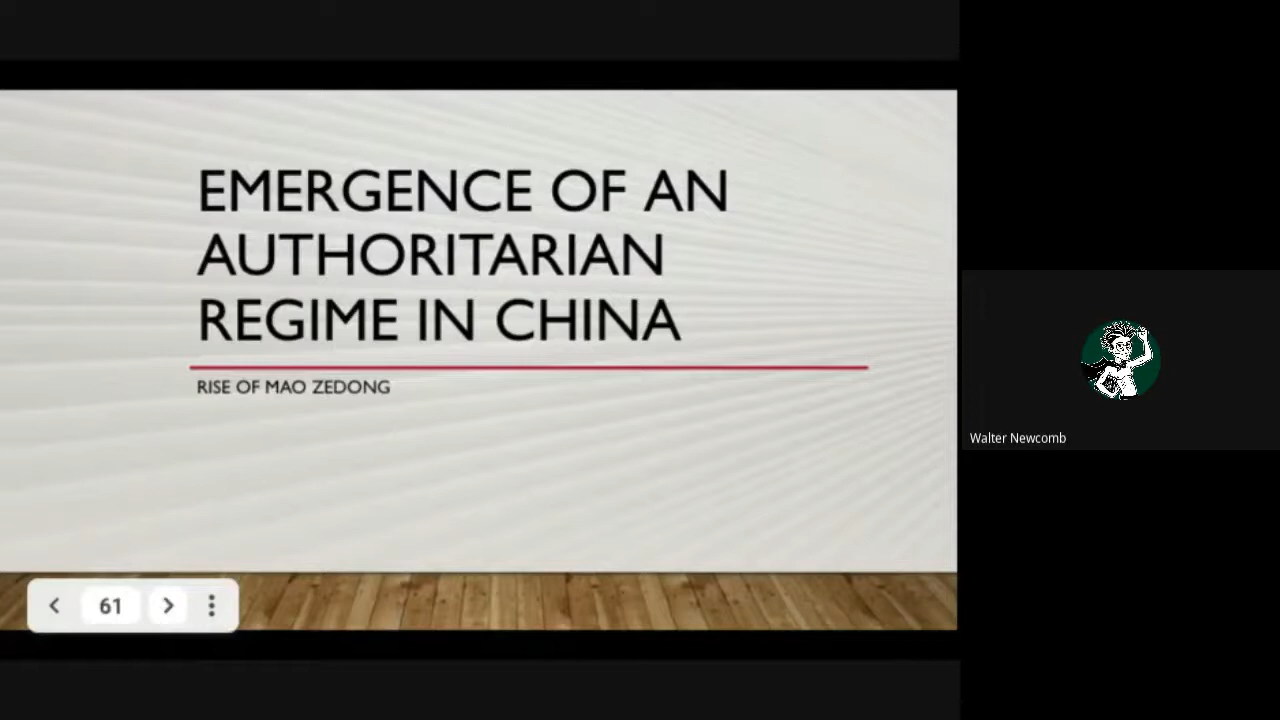 EMERGENCE OF AN
AUTHORITARIAN
REGIME IN CHINA
RISE OF MAO ZEDONG
61
Walter Newcomb